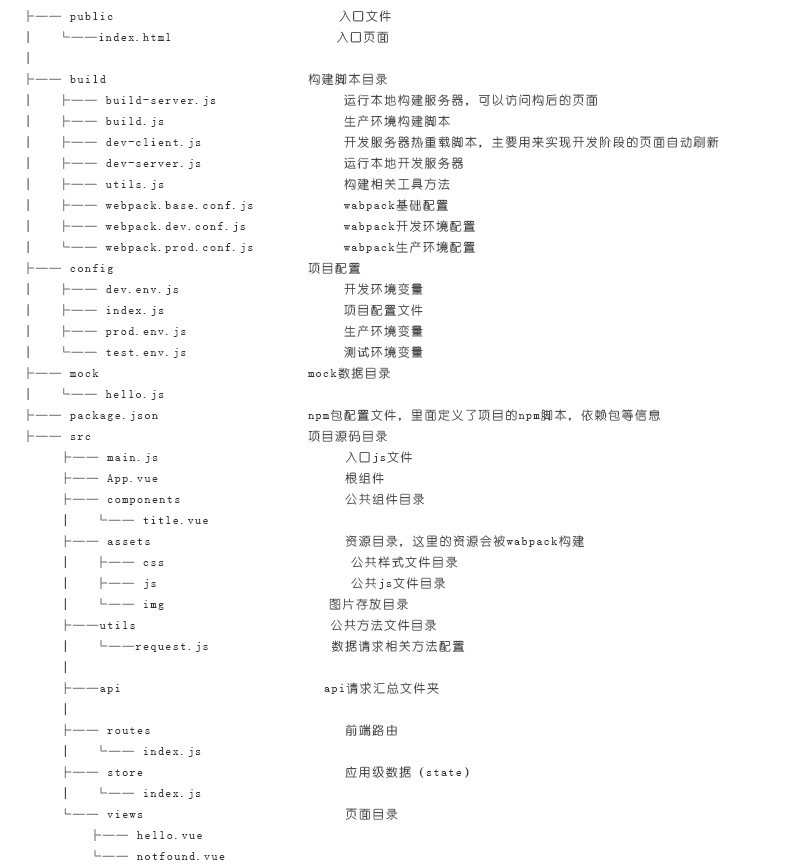 ├── public 入口文件
│ └──index.html 入口页面
│
├── build 构建脚本目录
│ ├── build-server.js 运行本地构建服务器，可以访问构后的页面
│ ├── build.js 生产环境构建脚本
│ ├── dev-client.js 开发服务器热重载脚本，主要用来实现开发阶段的页面自动刷新
│ ├── dev-server.js 运行本地开发服务器
│ ├── utils.js 构建相关工具方法
│ ├── webpack.base.conf.js wabpack基础配置
│ ├── webpack.dev.conf.js wabpack开发环境配置
│ └── webpack.prod.conf.js wabpack生产环境配置
├── config 项目配置
│ ├── dev.env.js 开发环境变量
│ ├── index.js 项目配置文件
│ ├── prod.env.js 生产环境变量
│ └── test.env.js 测试环境变量
├── mock mock数据目录
│ └── hello.js
├── package.json npm包配置文件，里面定义了项目的npm脚本，依赖包等信息
├── src 项目源码目录
├── main.js 入口js文件
├── App.vue 根组件
├── components 公共组件目录
│ └── title.vue
├── assets 资源目录，这里的资源会被wabpack构建
│ ├── css 公共样式文件目录
│ ├── js 公共js文件目录
│ └── img 图片存放目录
├──utils 公共方法文件目录
│ └──request.js 数据请求相关方法配置
│
├──api api请求汇总文件夹
│
├── routes 前端路由
│ └── index.js
├── store 应用级数据（state）
│ └── index.js
└── views 页面目录
├── hello.vue
└── notfound.vue